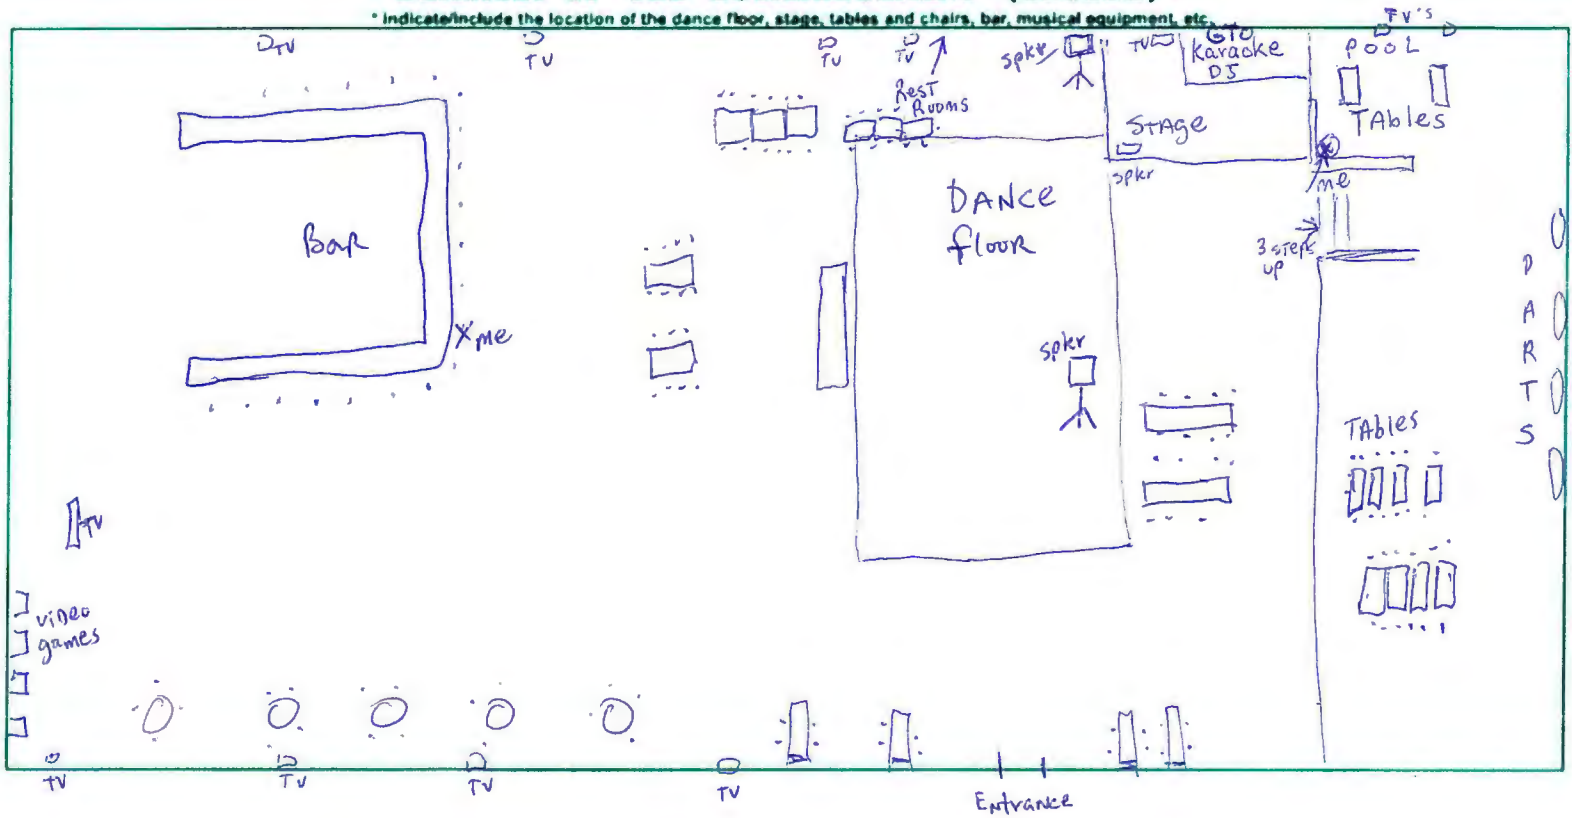 * Indicate/include the location of the dance floor, stage, tables and chairs, bar, musical equipment, etc.
TV
TV
TV
TV
spkr
TV
GTO
Karaoke
DJ
TV's
POOL
TAbles
Rest
Rooms
STAge
spkr
me
DANCe
flooR
3 steps
up
BaR
X me
spkr
D
A
R
T
S
TAbles
TV
viDeo
games
TV
TV
TV
TV
Entrance